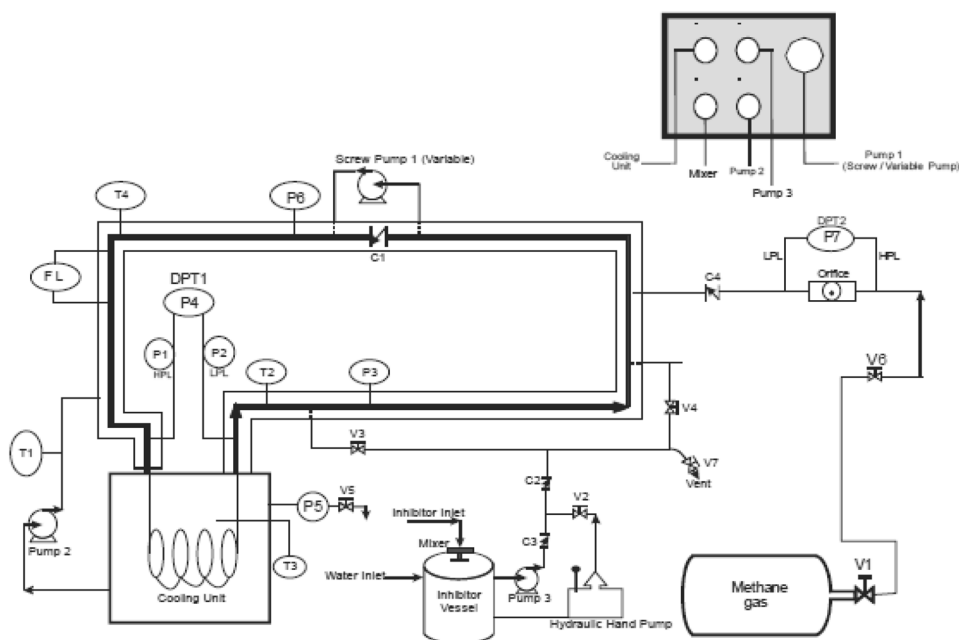 Cooling
Unit
Mixer
Pump 2
Pump 3
Pump 1
(Screw / Variable Pump)
Screw Pump 1 (Variable)
T4
P6
C1
F L
DPT1
P4
P1
HPL
P2
LPL
T2
P3
DPT2
P7
LPL
HPL
Orifice
C4
V6
V4
V3
V7
Vent
T1
Pump 2
P5
V5
T3
Cooling Unit
C2
V2
C3
Inhibitor Inlet
Mixer
Water Inlet
Inhibitor
Vessel
Pump 3
Hydraulic Hand Pump
Methane
gas
V1